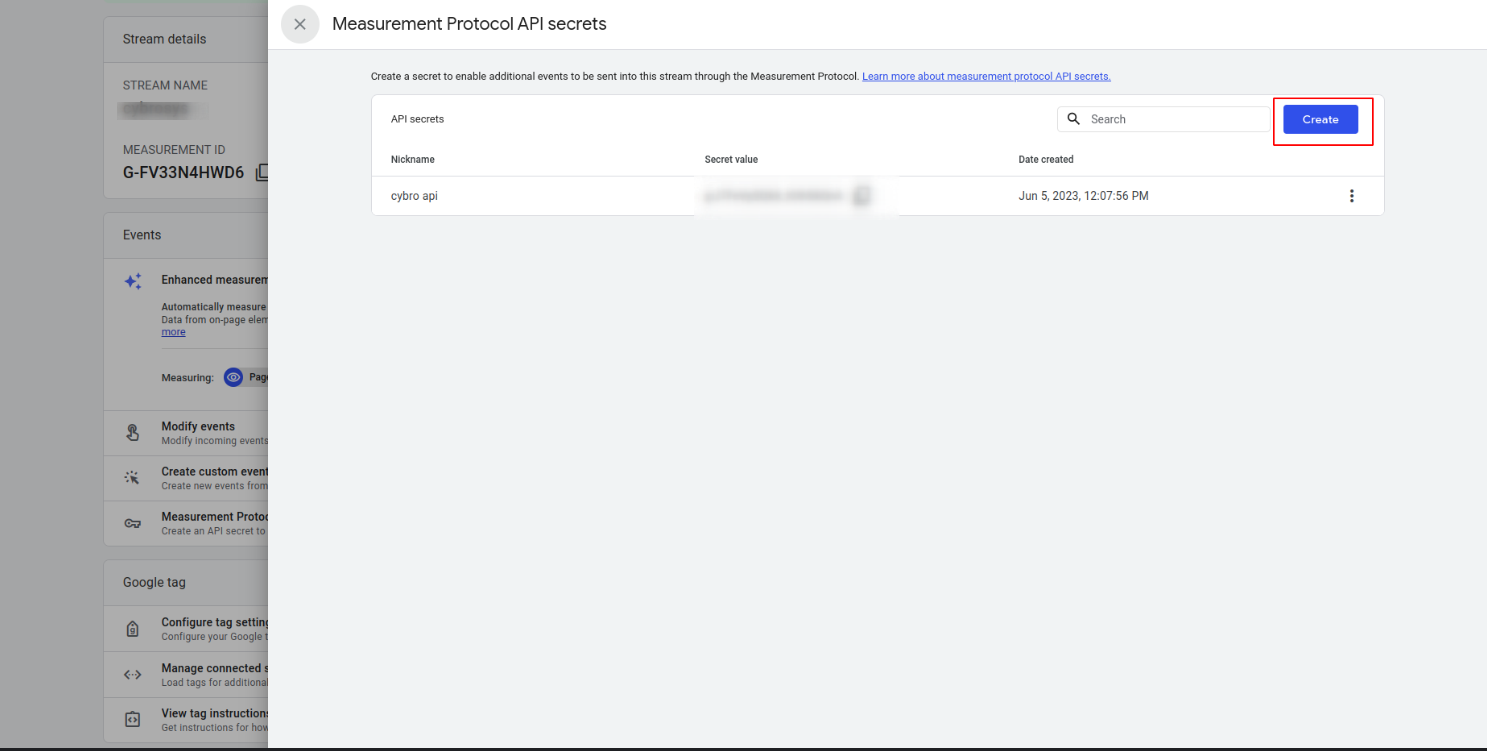 Measurement Protocol API secrets
Create a secret to enable additional events to be sent into this stream through the Measurement Protocol. Learn more about measurement protocol API secrets.
API secrets
Search
Create
Nickname Secret value Date created
cybro api Jun 5, 2023, 12:07:56 PM
Stream details
STREAM NAME
MEASUREMENT ID
G-FV33N4HWD6
Events
Enhanced measurem
Automatically measure
Data from on-page elem
more
Measuring: Page
Modify events
Modify incoming events
Create custom event
Create new events from
Measurement Protoc
Create an API secret to
Google tag
Configure tag setting
Configure your Google t
Manage connected s
Load tags for additional
View tag instructions
Get instructions for how